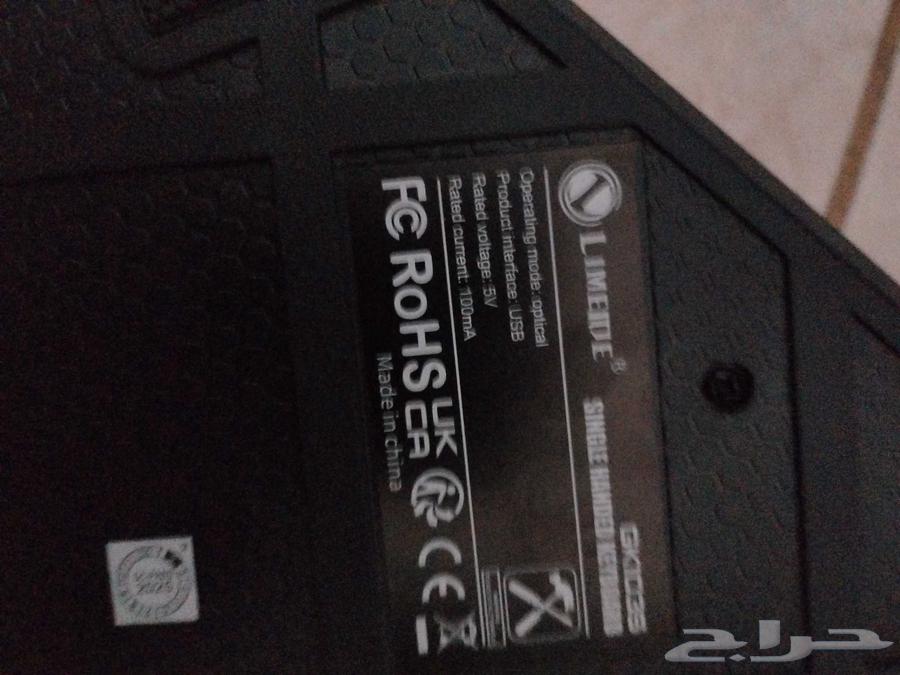 LIMEIDE®
SINGLE HANDED KEYBOARD
Operating mode: optical
Product interface: USB
Rated voltage: 5V
Rated current: 100mA
FC RoHS UK CA CE
Made in china
حراج